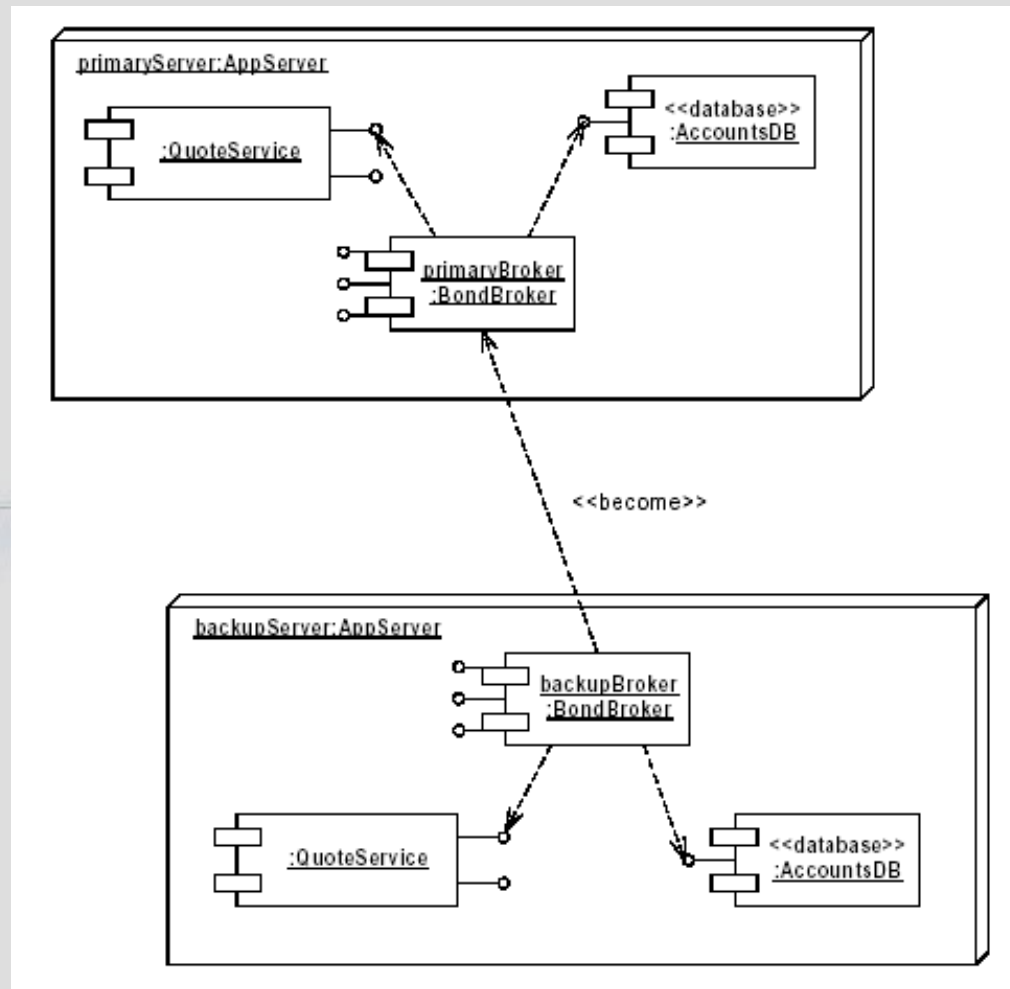 primaryServer:AppServer
:QuoteService
<<database>>
:AccountsDB
primaryBroker
:BondBroker
<<become>>
backupServer:AppServer
backupBroker
:BondBroker
:QuoteService
<<database>>
:AccountsDB